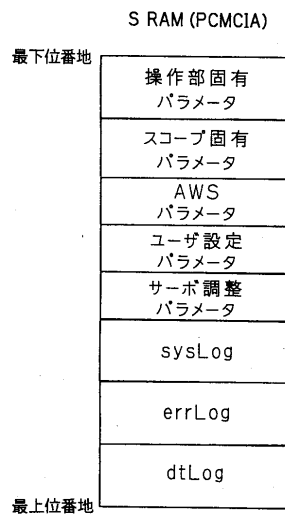 S RAM (PCMCIA)
最下位番地
操作部固有
パラメータ
スコープ固有
パラメータ
AWS
パラメータ
ユーザ設定
パラメータ
サーボ調整
パラメータ
sysLog
errLog
dtLog
最上位番地